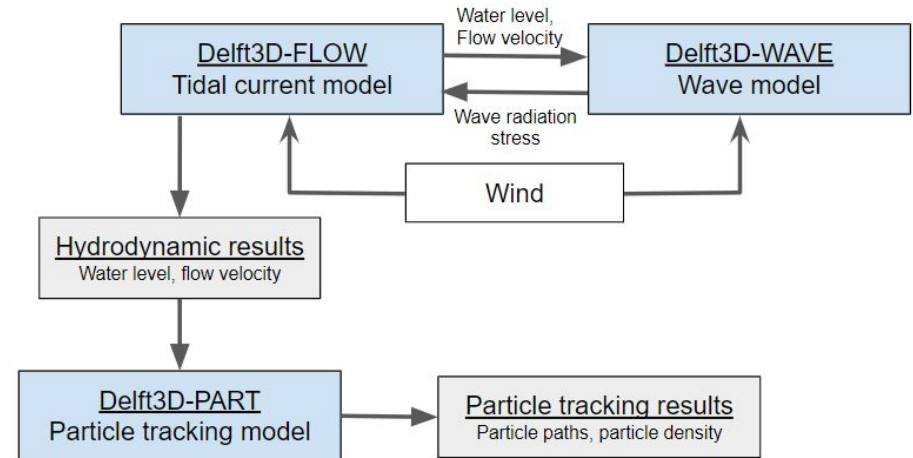 Delft3D-FLOW
Tidal current model
Water level,
Flow velocity
Delft3D-WAVE
Wave model
Wave radiation
stress
Wind
Hydrodynamic results
Water level, flow velocity
Delft3D-PART
Particle tracking model
Particle tracking results
Particle paths, particle density